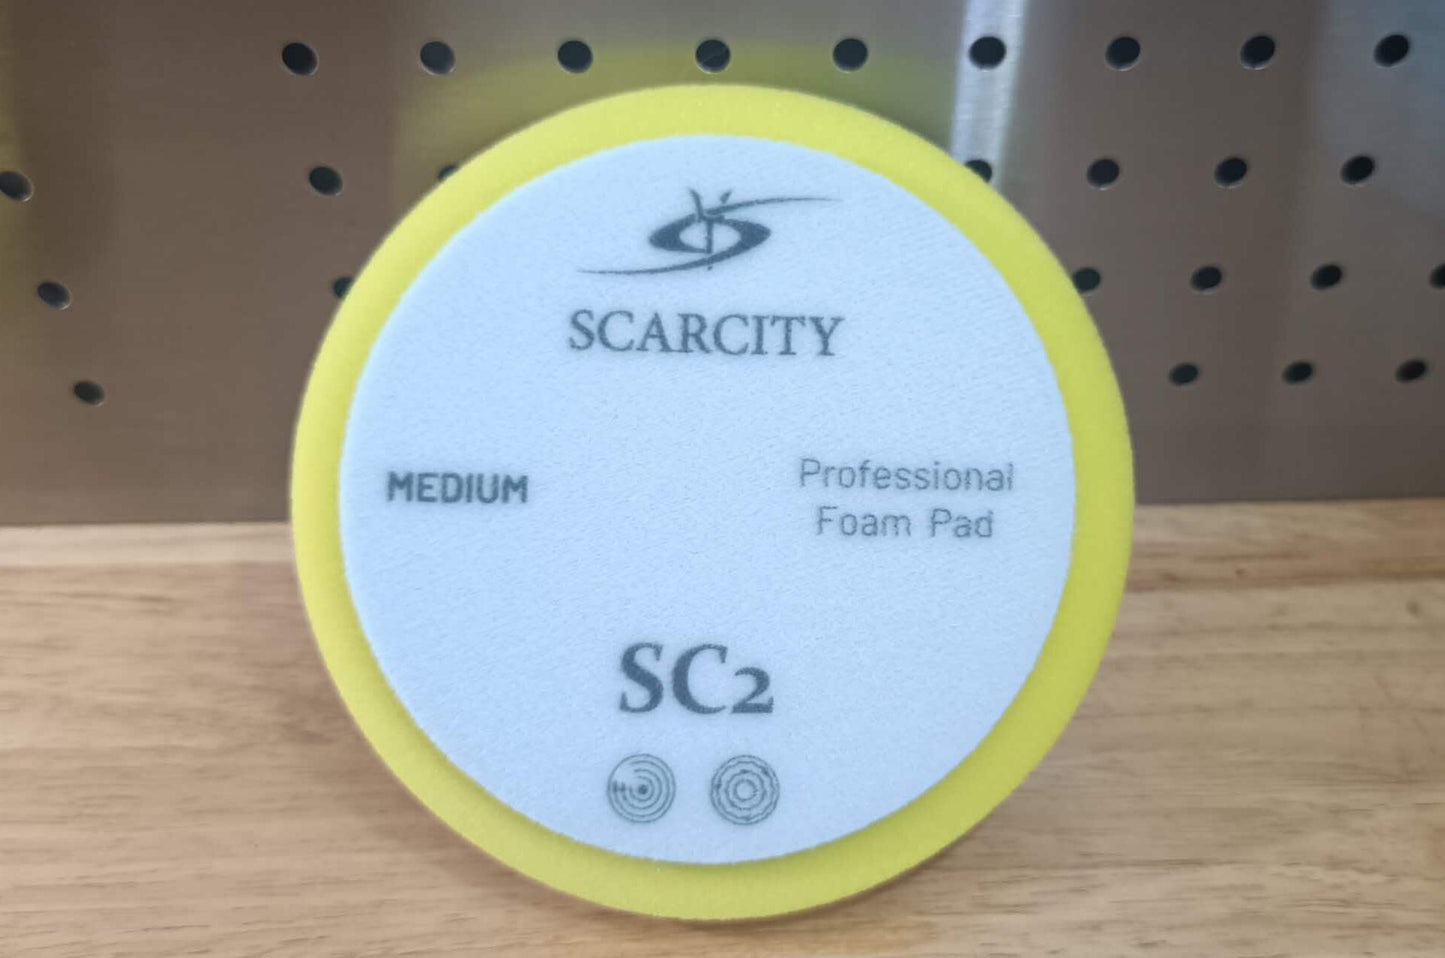 SCARCITY
MEDIUM
Professional
Foam Pad
SC2